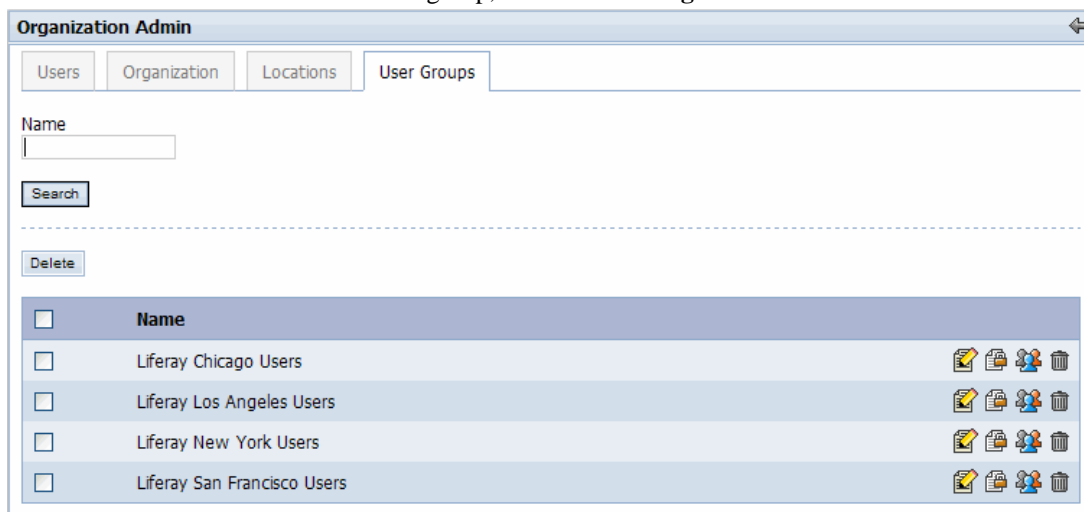 group,
g
Organization Admin
Users Organization Locations User Groups
Name
Search
Delete
Name
Liferay Chicago Users
Liferay Los Angeles Users
Liferay New York Users
Liferay San Francisco Users